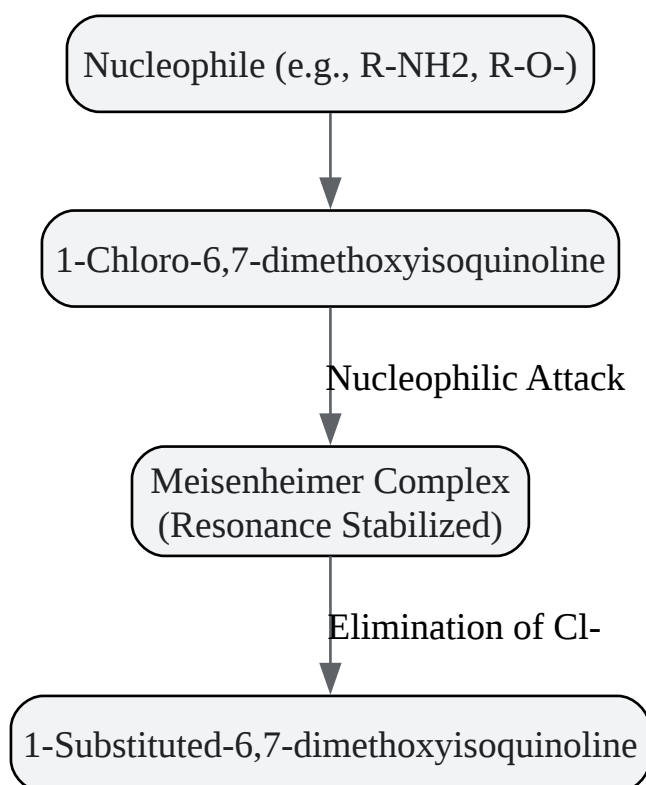 Nucleophile (e.g., R-NH2, R-O-)
1-Chloro-6,7-dimethoxyisoquinoline
Nucleophilic Attack
Meisenheimer Complex
(Resonance Stabilized)
Elimination of Cl-
1-Substituted-6,7-dimethoxyisoquinoline